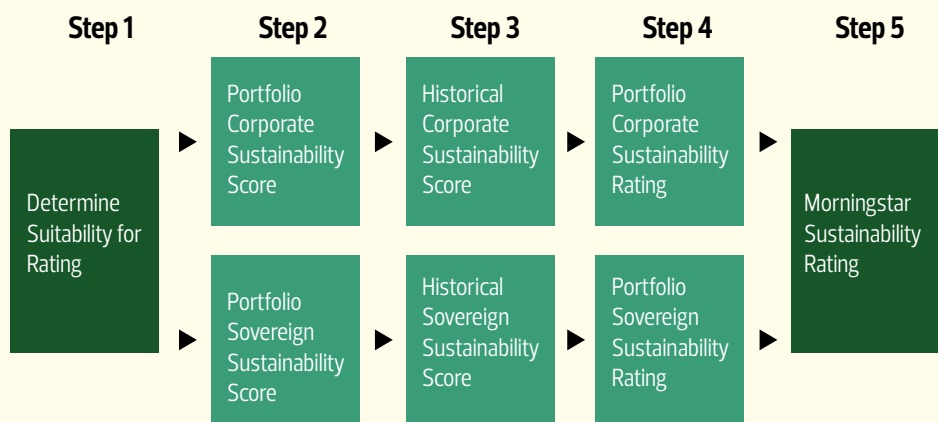 Step 1
Step 2
Step 3
Step 4
Step 5
Determine
Suitability for
Rating
Portfolio
Corporate
Sustainability
Score
Historical
Corporate
Sustainability
Score
Portfolio
Corporate
Sustainability
Rating
Portfolio
Sovereign
Sustainability
Score
Historical
Sovereign
Sustainability
Score
Portfolio
Sovereign
Sustainability
Rating
Morningstar
Sustainability
Rating